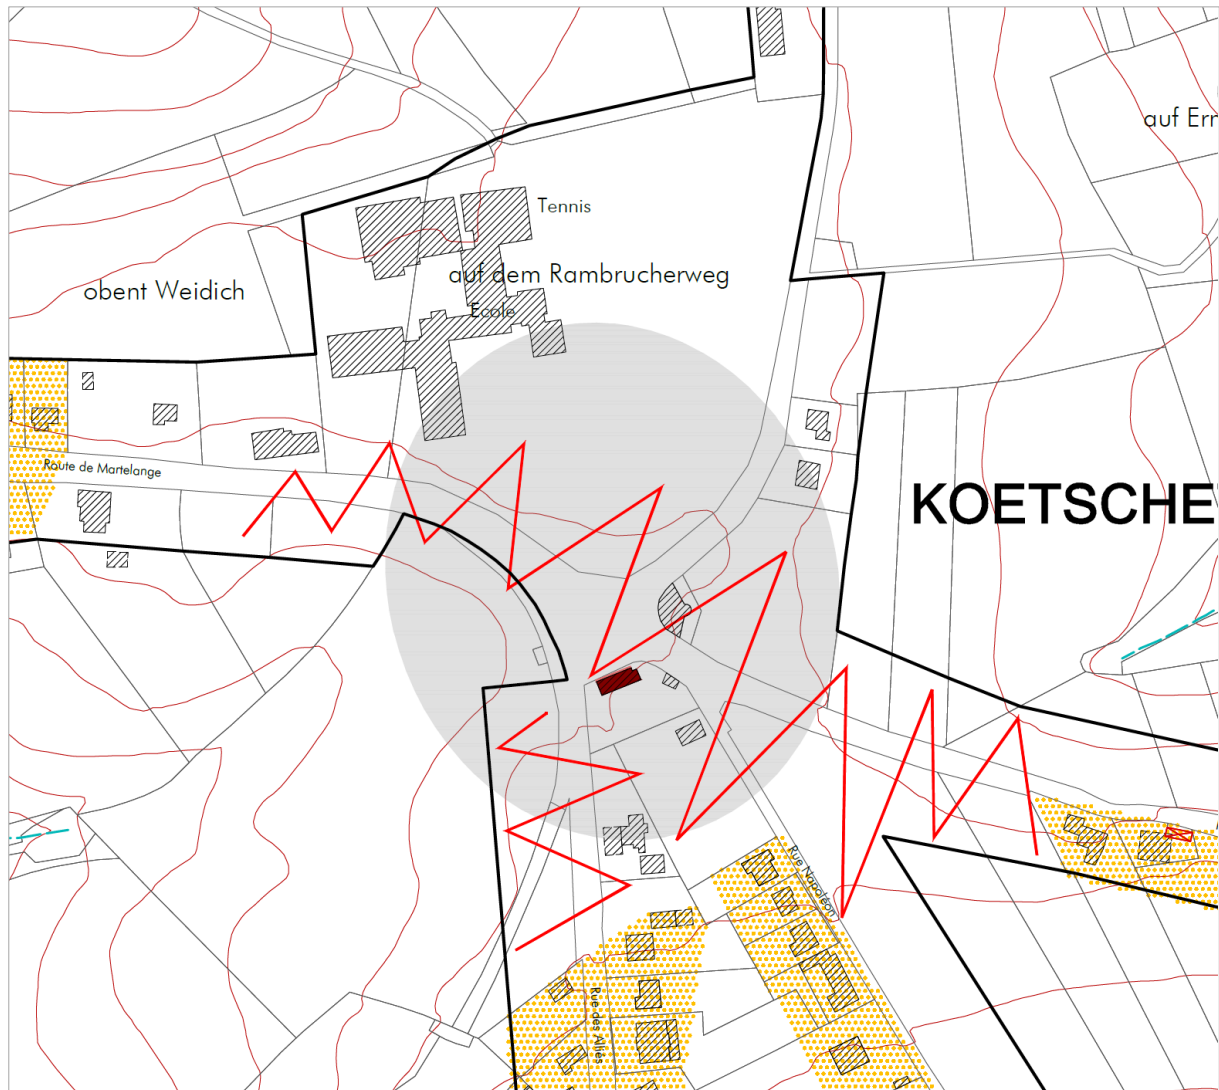 auf Err
Tennis
auf dem Rambrucherweg
obent Weidich
Ecole
Route de Martelange
KOETSCHE
Rue Napoléon
Rue des Alliés